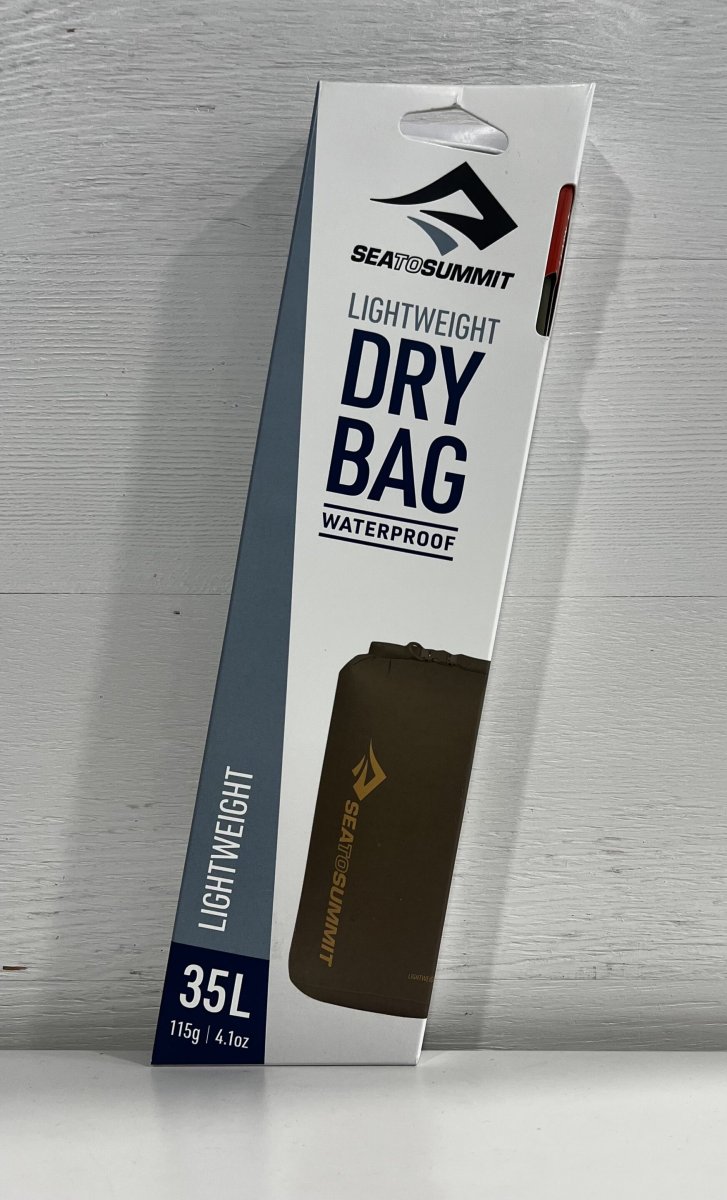 SEATOSUMMIT
LIGHTWEIGHT
DRY
BAG
WATERPROOF
SEATOSUMMIT
LIGHTWEIGHT
35L
115g | 4.1oz